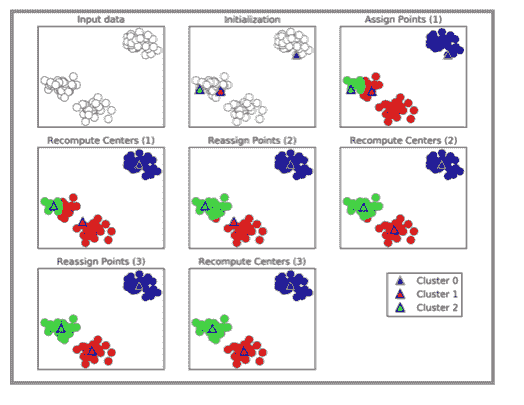 Input data
Initialization
Assign Points (1)
Recompute Centers (1)
Reassign Points (2)
Recompute Centers (2)
Reassign Points (3)
Recompute Centers (3)
Cluster 0
Cluster 1
Cluster 2